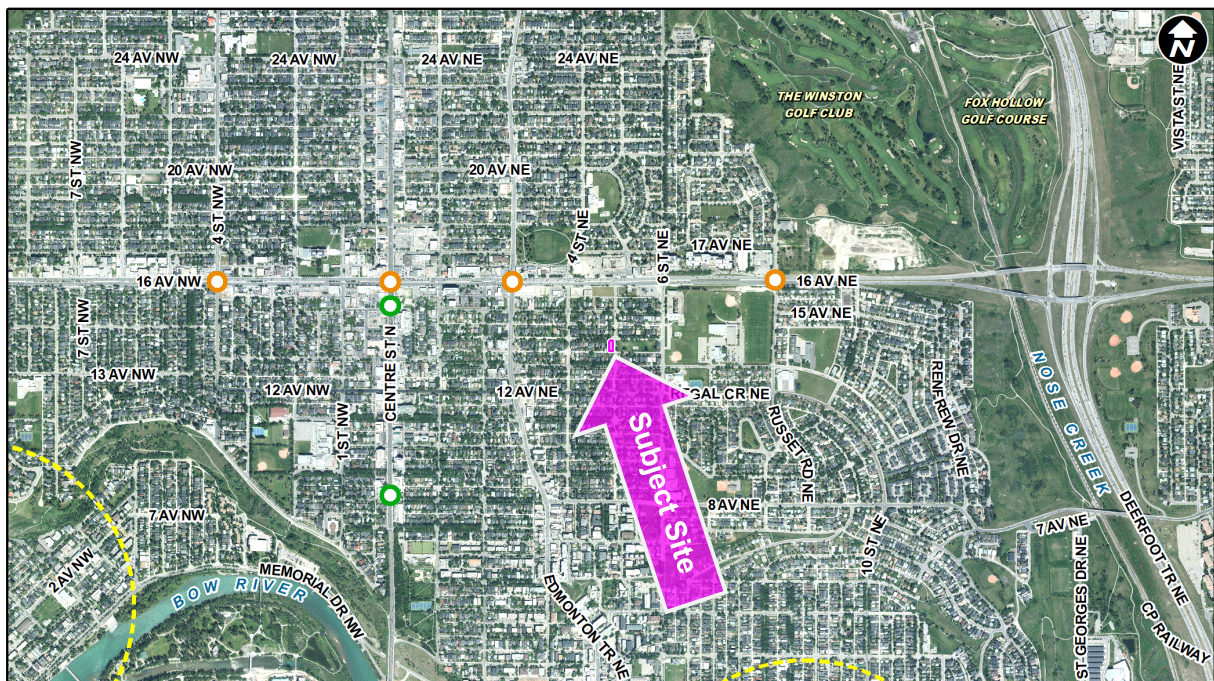 N
24 AV NW
24 AV NW
24 AV NE
24 AV NE
THE WINSTON
GOLF CLUB
FOX HOLLOW
GOLF COURSE
VISTA ST NE
7 ST NW
20 AV NW
20 AV NE
4 ST NW
4 ST NE
6 ST NE
17 AV NE
16 AV NW
16 AV NE
15 AV NE
7 ST NW
13 AV NW
12 AV NW
CENTRE ST N
12 AV NE
REGAL CR NE
RENFREW DR NE
NOSE CREEK
1 ST NW
RUSSET RD NE
Subject Site
7 AV NW
8 AV NE
10 ST NE
7 AV NE
DEERFOOT TR NE
2 AV NW
BOW RIVER
MEMORIAL DR NW
EDMONTON TR NE
ST GEORGES DR NE
CP RAILWAY